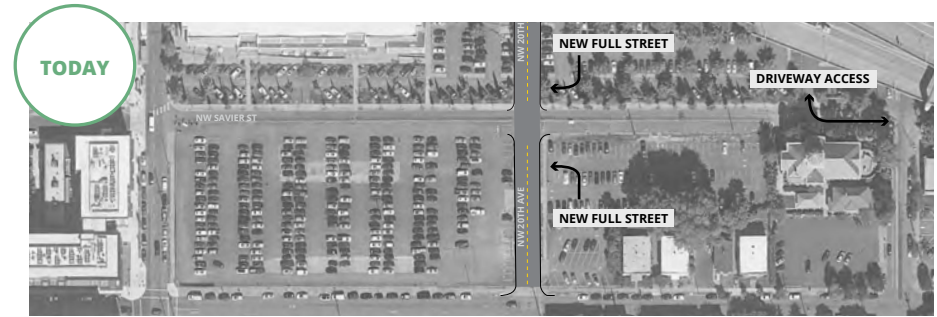 TODAY
NW 20TH
NEW FULL STREET
DRIVEWAY ACCESS
NW SAVIER ST
NW 20TH AVE
NEW FULL STREET